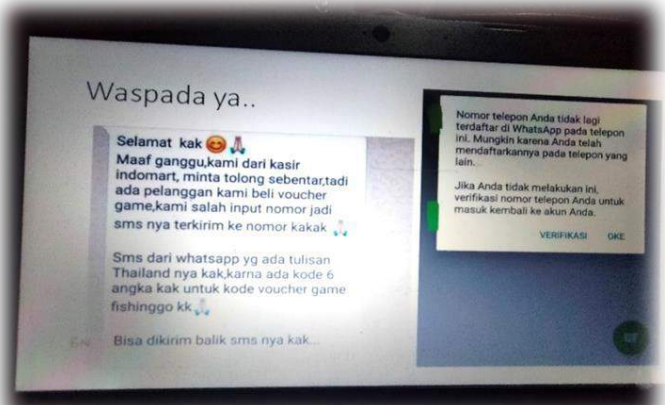 Waspada ya..
Selamat kak 😊🙏
Maaf ganggu,kami dari kasir
indomart, minta tolong sebentar,tadi
ada pelanggan kami beli voucher
game,kami salah input nomor jadi
sms nya terkirim ke nomor kakak 🙏
Sms dari whatsapp yg ada tulisan
Thailand nya kak,karna ada kode 6
angka kak untuk kode voucher game
fishinggo kk🙏
Bisa dikirim balik sms nya kak...
Nomor telepon Anda tidak lagi
terdaftar di WhatsApp pada telepon
ini. Mungkin karena Anda telah
mendaftarkannya pada telepon yang
lain.
Jika Anda tidak melakukan ini,
verifikasi nomor telepon Anda untuk
masuk kembali ke akun Anda.
VERIFIKASI OKE